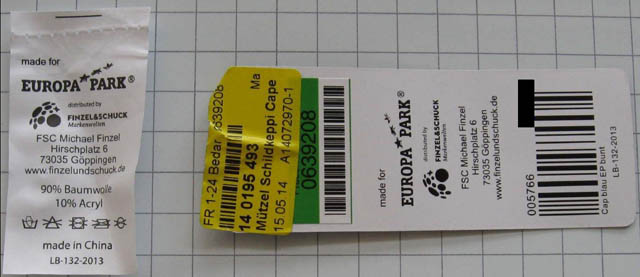 made for
EUROPA PARK®
distributed by
FINZEL&SCHUCK
Markenwelten
FSC Michael Finzel
Hirschplatz 6
73035 Göppingen
www.finzelundschuck.de
90% Baumwolle
10% Acryl
made in China
LB-132-2013
FR 1-24 Bedar
639208
14 0195 493
Ma
Mützel Schildkeppi Cape
15 05 14 A14072970-1
0639208
made for
EUROPA PARK®
distributed by
FINZEL&SCHUCK
Markenwelten
FSC Michael Finzel
Hirschplatz 6
73035 Göppingen
www.finzelundschuck.de
005766
Cap blau EP bunt
LB-132-2013